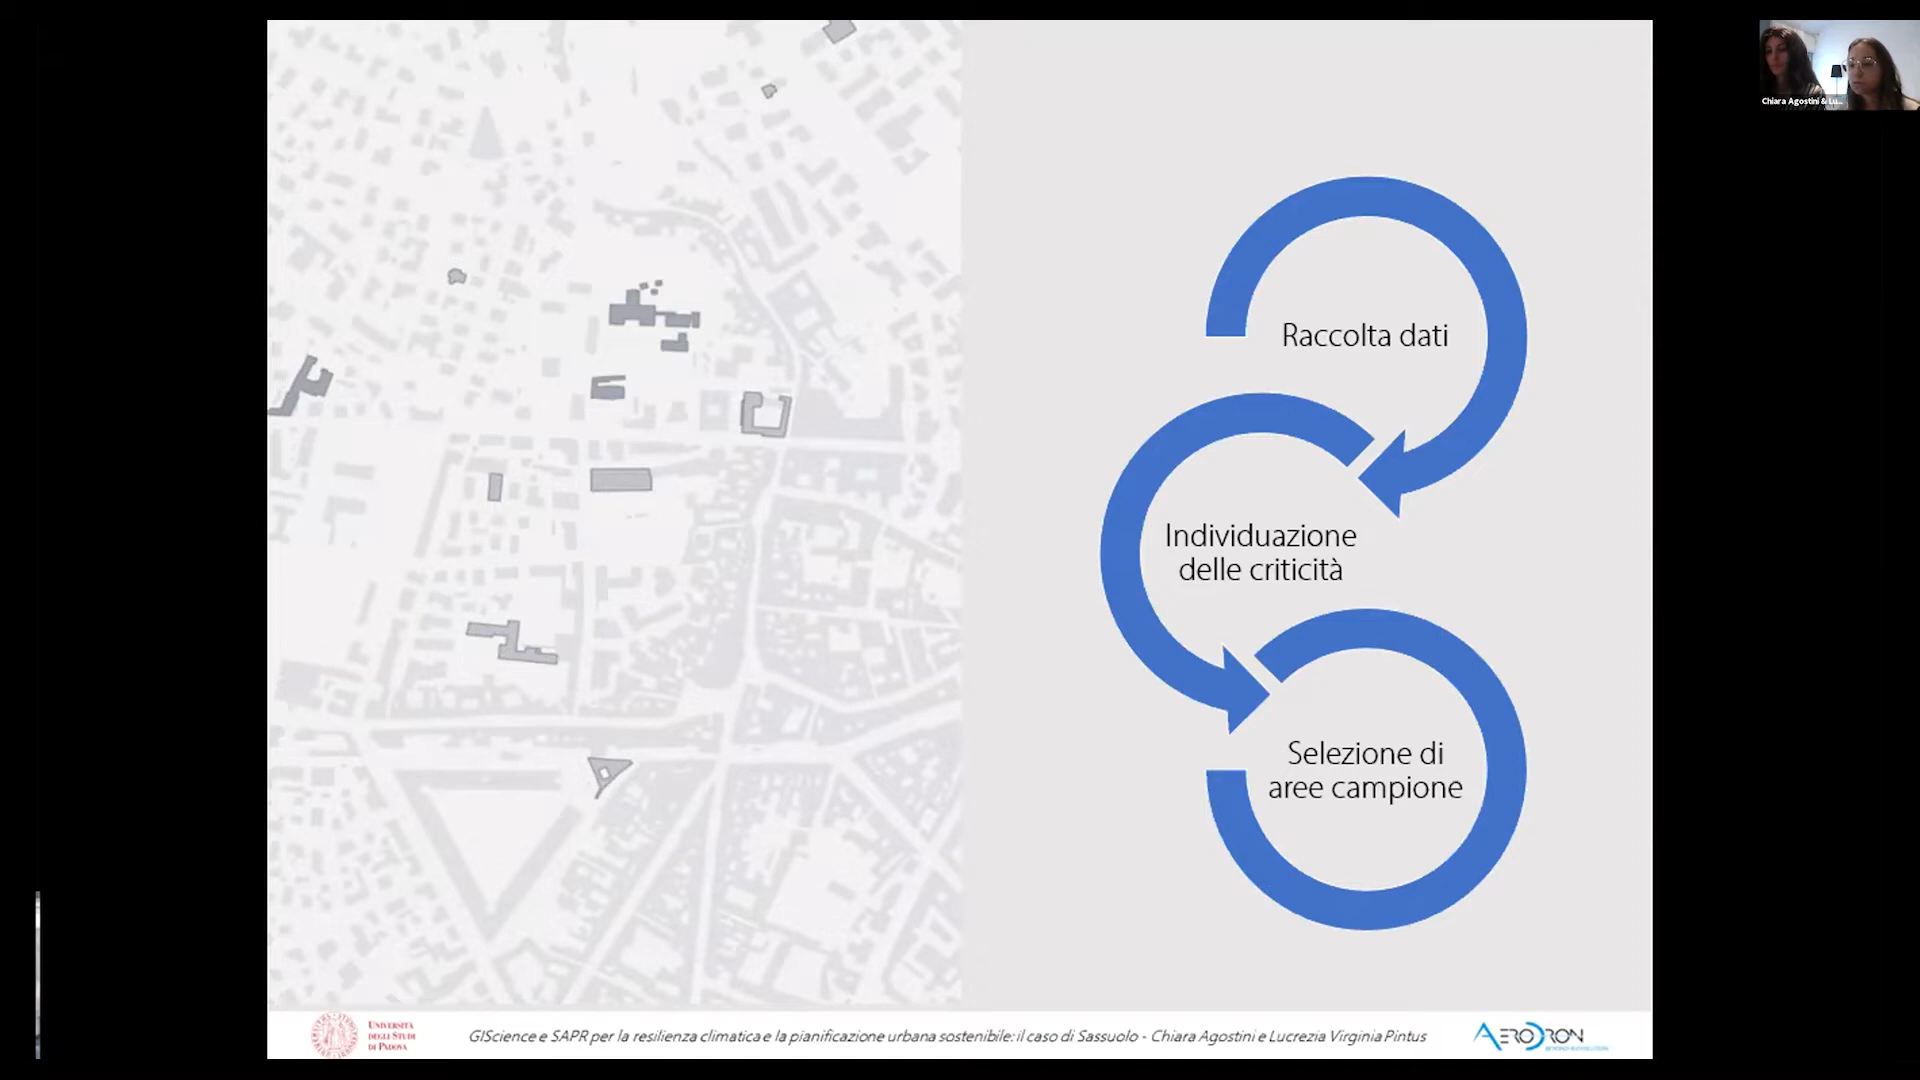 Chiara Agostini & Lu...
Raccolta dati
Individuazione
delle criticità
Selezione di
aree campione
UNIVERSITÀ
DEGLI STUDI
DI PADOVA
GIScience e SAPR per la resilienza climatica e la pianificazione urbana sostenibile: il caso di Sassuolo - Chiara Agostini e Lucrezia Virginia Pintus
AERODRON